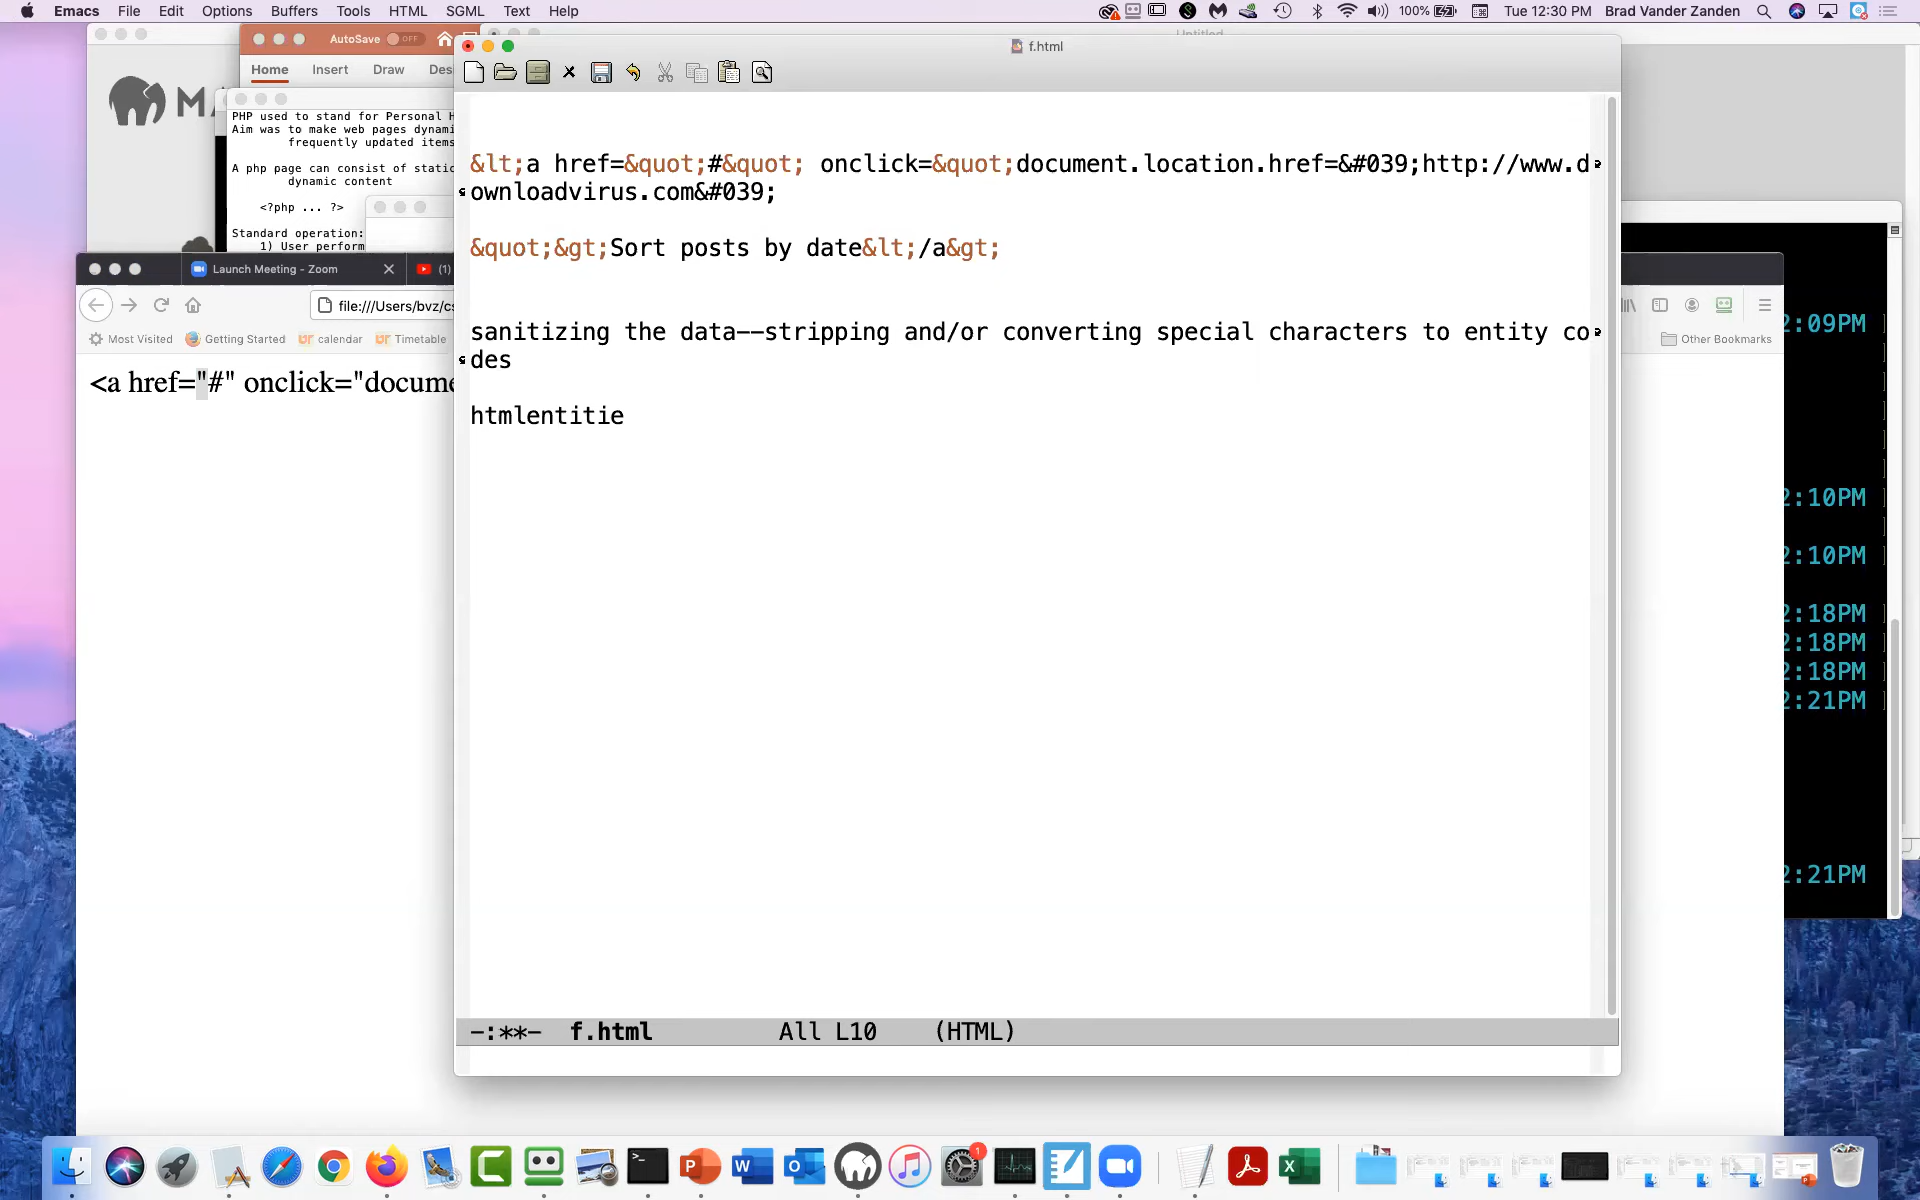 Emacs File Edit Options Buffers Tools HTML SGML Text Help
100% Tue 12:30 PM Brad Vander Zanden
AutoSave OFF
Untitled
f.html
Home Insert Draw
PHP used to stand for Personal
Aim was to make web pages
frequently updated items
A php page can consist of
dynamic content
<?php ... ?>
Standard operation:
1) User
&lt;a href=&quot;#&quot; onclick=&quot;document.location.href=&#039;http://www.d
ownloadvirus.com&#039;
&quot;&gt;Sort posts by date&lt;/a&gt;
sanitizing the data--stripping and/or converting special characters to entity co
des
htmlentitie
-:**- f.html All L10 (HTML)
Launch Meeting - Zoom
(1)
file:///Users/bvz/cs
Most Visited Getting Started calendar Timetable
Other Bookmarks
<a href="#" onclick="docume
2:09PM
2:10PM
2:10PM
2:18PM
2:18PM
2:18PM
2:21PM
2:21PM
1